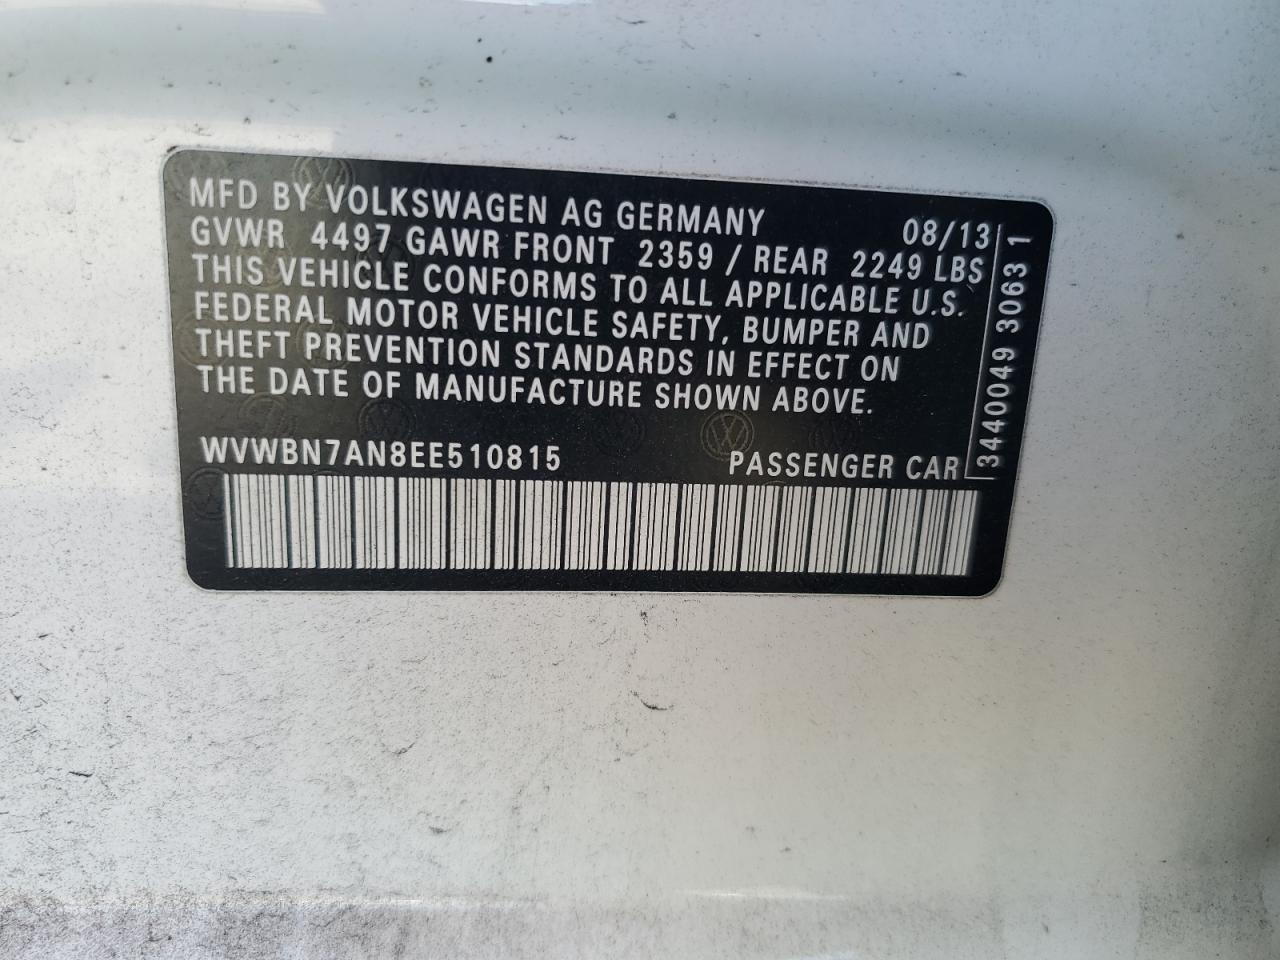 MFD BY VOLKSWAGEN AG GERMANY 08/13
GVWR 4497 GAWR FRONT 2359 / REAR 2249 LBS
THIS VEHICLE CONFORMS TO ALL APPLICABLE U.S.
FEDERAL MOTOR VEHICLE SAFETY, BUMPER AND
THEFT PREVENTION STANDARDS IN EFFECT ON
THE DATE OF MANUFACTURE SHOWN ABOVE.
WVWBN7AN8EE510815 PASSENGER CAR
3440049 3063 1